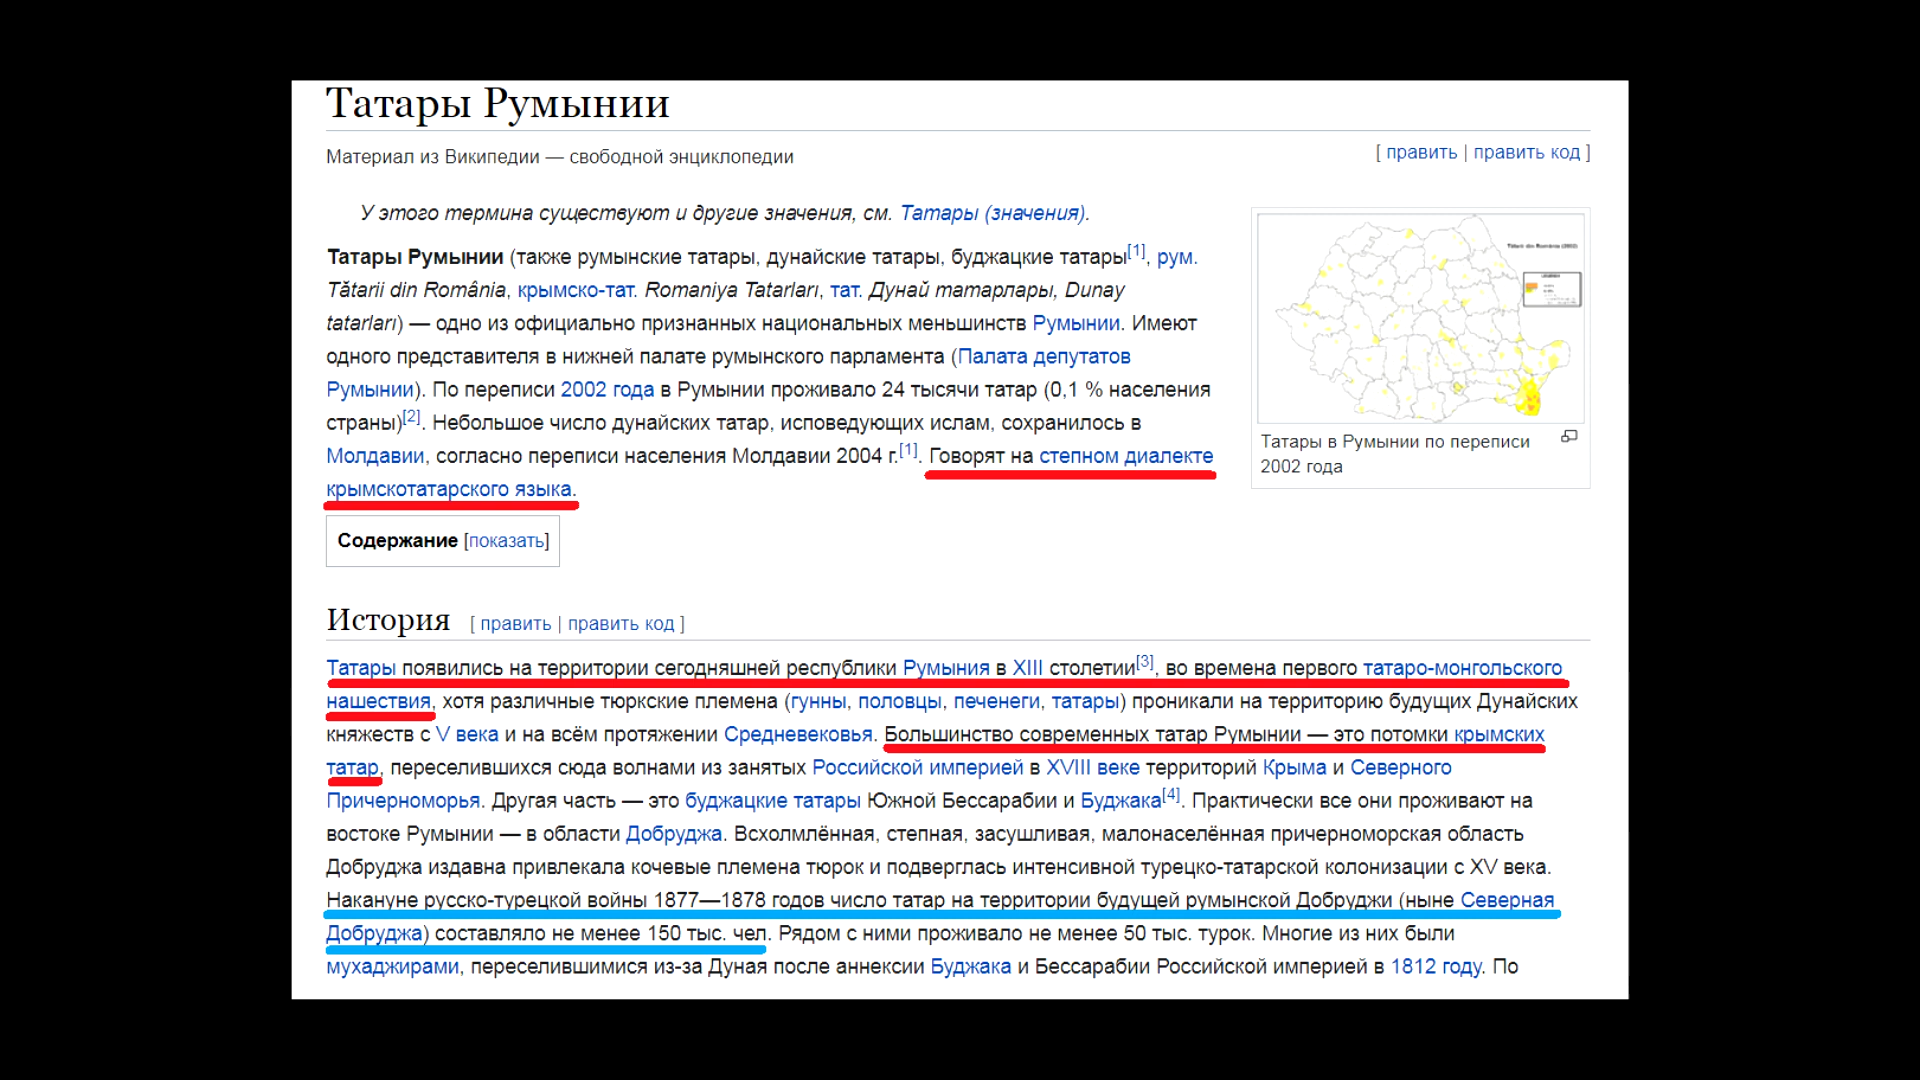 Татары Румынии
Материал из Википедии — свободной энциклопедии
[ править | править код ]
У этого термина существуют и другие значения, см. Татары (значения).
Татары Румынии (также румынские татары, дунайские татары, буджацкие татары[1], рум.
Tătarii din România, крымско-тат. Romaniya Tatarları, тат. Дунай татарлары, Dunay
tatarları) — одно из официально признанных национальных меньшинств Румынии. Имеют
одного представителя в нижней палате румынского парламента (Палата депутатов
Румынии). По переписи 2002 года в Румынии проживало 24 тысячи татар (0,1 % населения
страны)[2]. Небольшое число дунайских татар, исповедующих ислам, сохранилось в
Молдавии, согласно переписи населения Молдавии 2004 г.[1]. Говорят на степном диалекте
крымскотатарского языка.
Tătarii din România (2002)
Татары в Румынии по переписи
2002 года
Содержание [показать]
История [ править | править код ]
Татары появились на территории сегодняшней республики Румыния в XIII столетии[3], во времена первого татаро-монгольского
нашествия, хотя различные тюркские племена (гунны, половцы, печенеги, татары) проникали на территорию будущих Дунайских
княжеств с V века и на всём протяжении Средневековья. Большинство современных татар Румынии — это потомки крымских
татар, переселившихся сюда волнами из занятых Российской империей в XVIII веке территорий Крыма и Северного
Причерноморья. Другая часть — это буджацкие татары Южной Бессарабии и Буджака[4]. Практически все они проживают на
востоке Румынии — в области Добруджа. Всхолмлённая, степная, засушливая, малонаселённая причерноморская область
Добруджа издавна привлекала кочевые племена тюрок и подверглась интенсивной турецко-татарской колонизации с XV века.
Накануне русско-турецкой войны 1877—1878 годов число татар на территории будущей румынской Добруджи (ныне Северная
Добруджа) составляло не менее 150 тыс. чел. Рядом с ними проживало не менее 50 тыс. турок. Многие из них были
мухаджирами, переселившимися из-за Дуная после аннексии Буджака и Бессарабии Российской империей в 1812 году. По